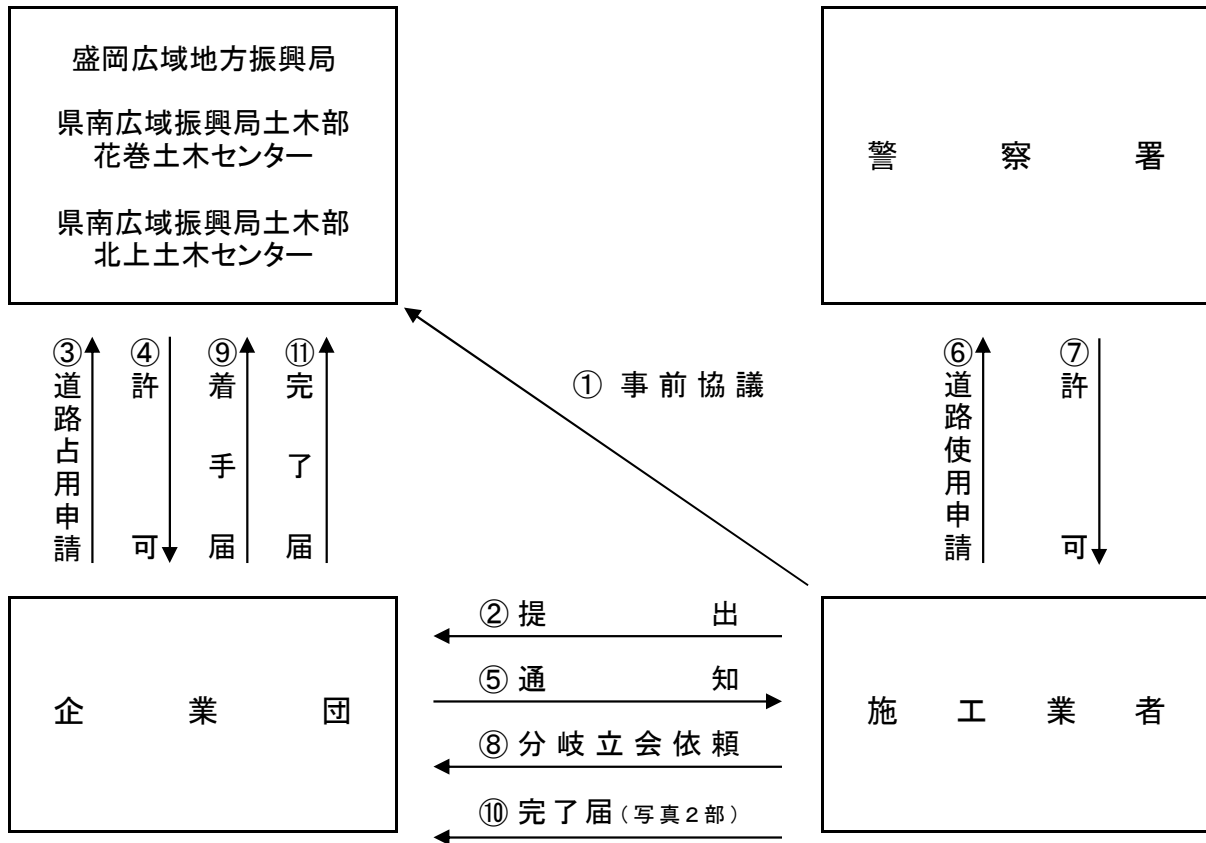 盛岡広域地方振興局
県南広域振興局土木部
花巻土木センター
県南広域振興局土木部
北上土木センター
警察署
① 事前協議
③道路占用申請
④許可
⑨着手届
⑪完了届
⑥道路使用申請
⑦許可
企業団
②提出
⑤通知
⑧分岐立会依頼
⑩完了届(写真2部)
施工業者